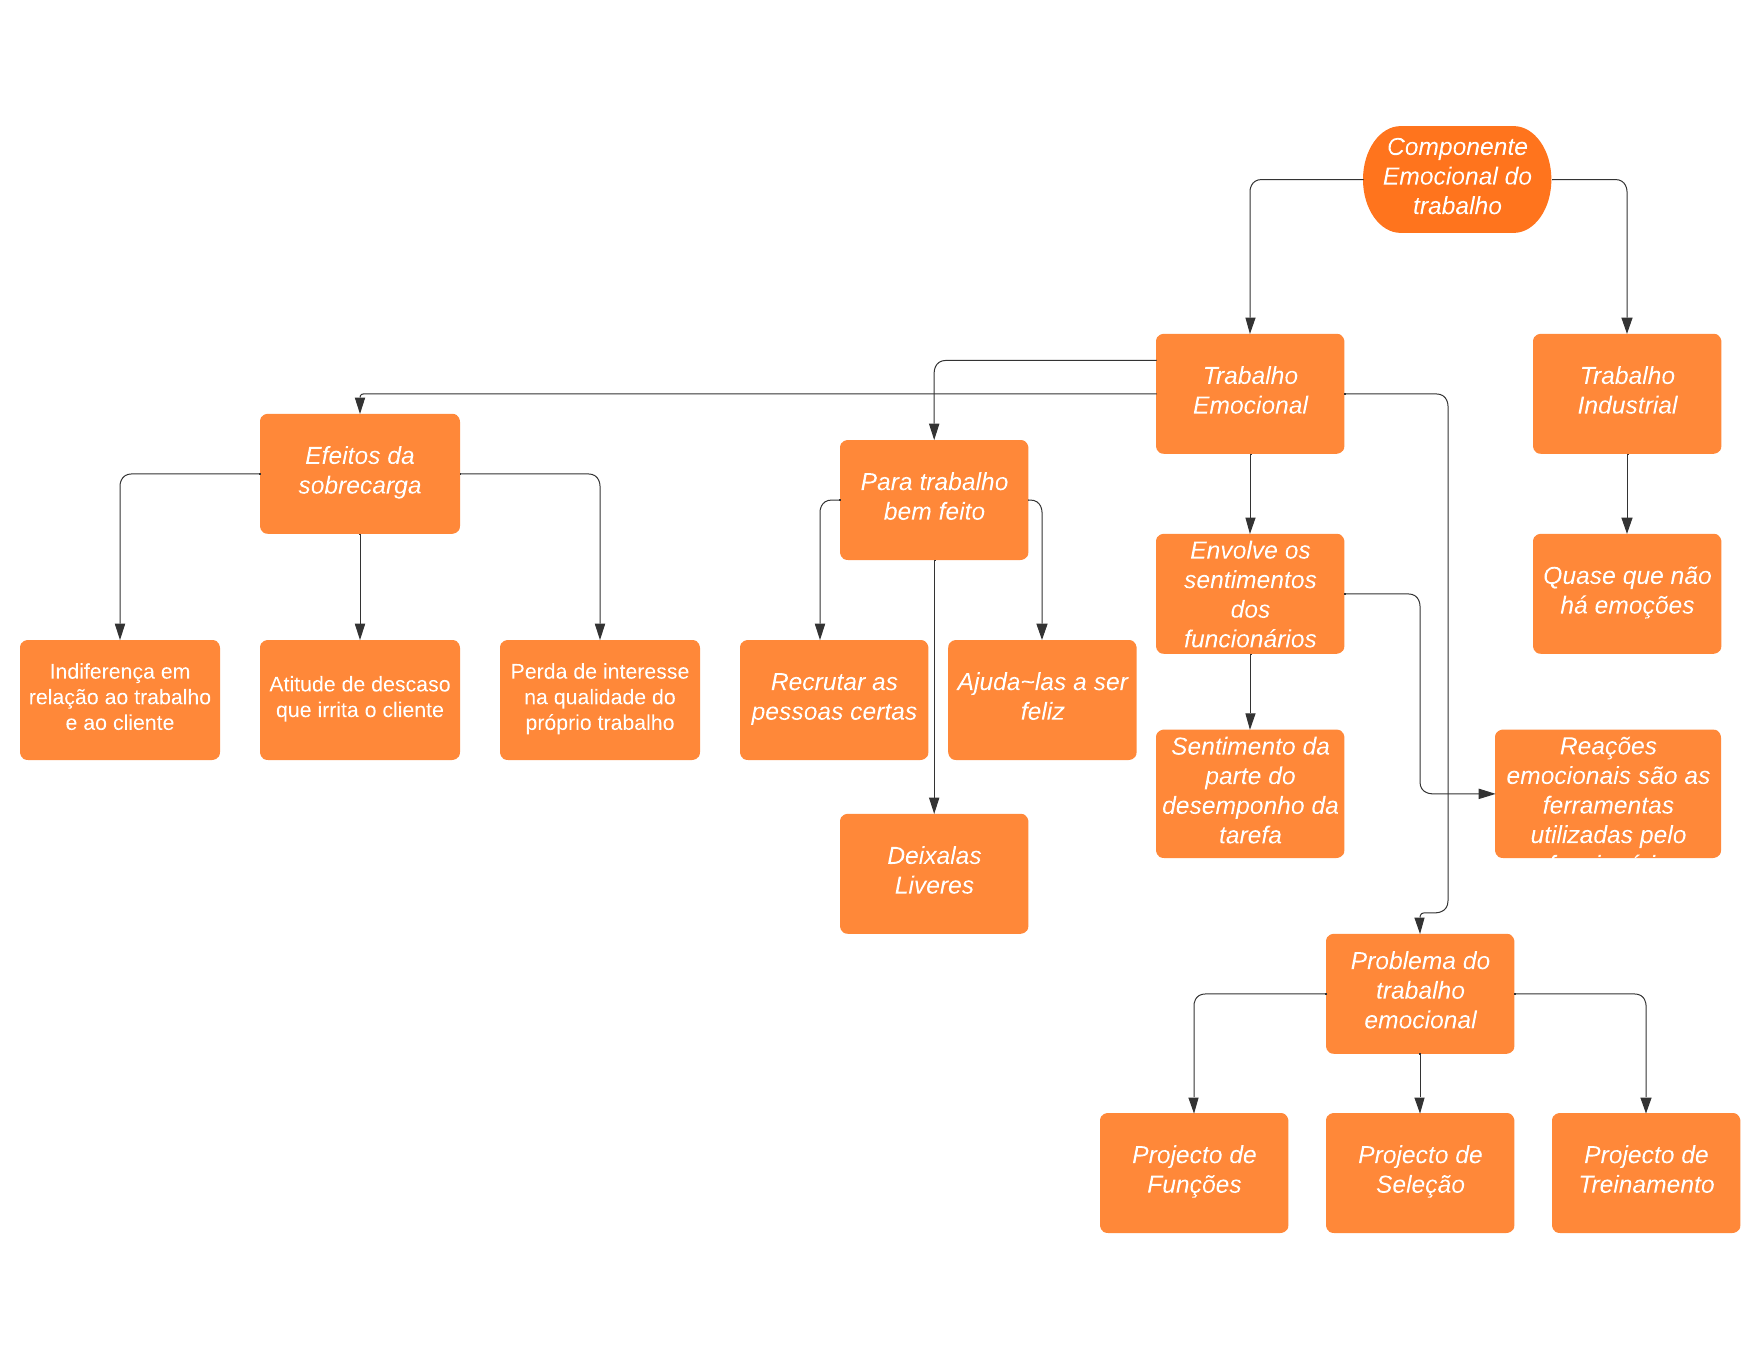 Componente
Emocional do
trabalho
Trabalho
Emocional
Trabalho
Industrial
Efeitos da
sobrecarga
Para trabalho
bem feito
Envolve os
sentimentos
dos
funcionários
Quase que não
há emoções
Indiferença em
relação ao trabalho
e ao cliente
Atitude de descaso
que irrita o cliente
Perda de interesse
na qualidade do
próprio trabalho
Recrutar as
pessoas certas
Ajuda~las a ser
feliz
Sentimento da
parte do
desemponho da
tarefa
Reações
emocionais são as
ferramentas
utilizadas pelo
Deixalas
Liveres
Problema do
trabalho
emocional
Projecto de
Funções
Projecto de
Seleção
Projecto de
Treinamento